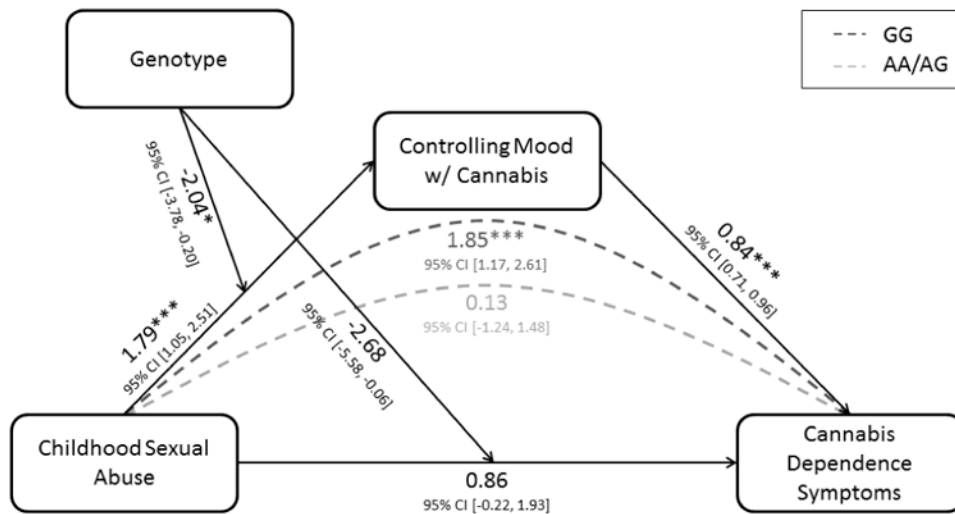 Genotype
GG
AA/AG
Controlling Mood
w/ Cannabis
-2.04*
95% CI [-3.78, -0.20]
1.79***
95% CI [1.05, 2.51]
1.85***
95% CI [1.17, 2.61]
0.13
95% CI [-1.24, 1.48]
0.84***
95% CI [0.71, 0.96]
-2.68
95% CI [-5.58, -0.06]
Childhood Sexual
Abuse
0.86
95% CI [-0.22, 1.93]
Cannabis
Dependence
Symptoms